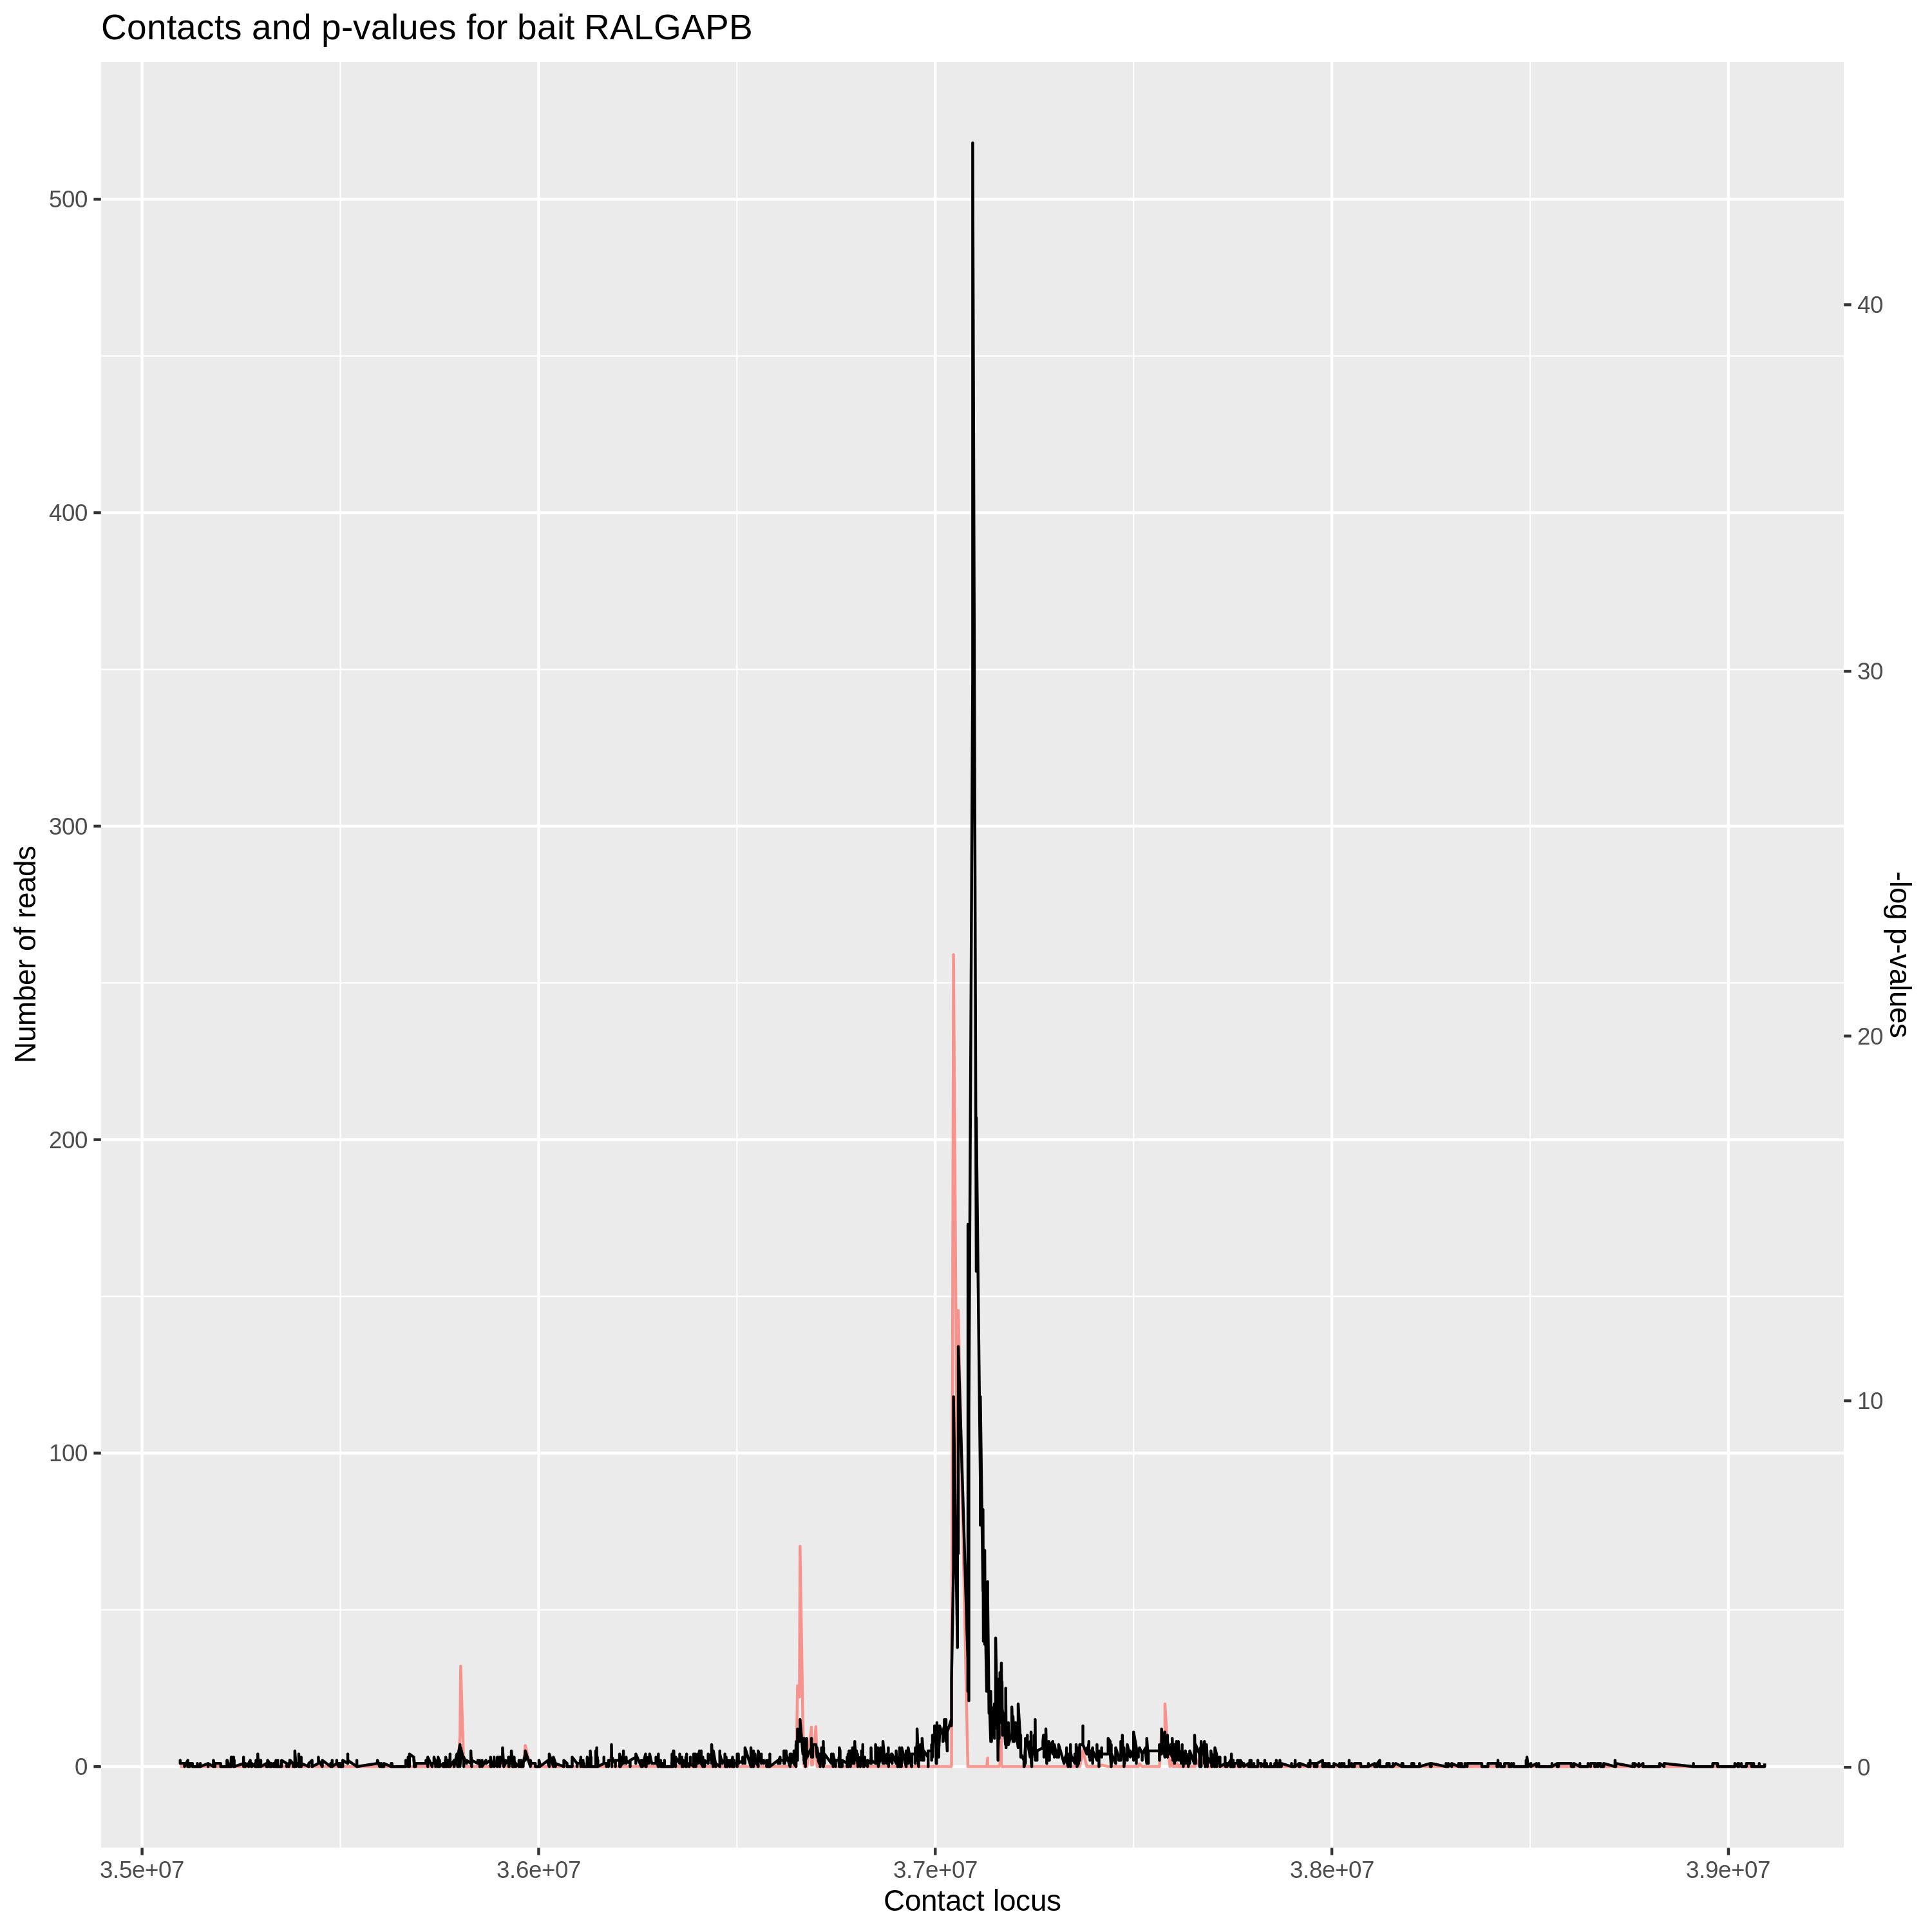 Contacts and p-values for bait RALGAPB
500
400
300
200
100
0
Number of reads
40
30
20
10
0
-log p-values
3.5e+07
3.6e+07
3.7e+07
3.8e+07
3.9e+07
Contact locus